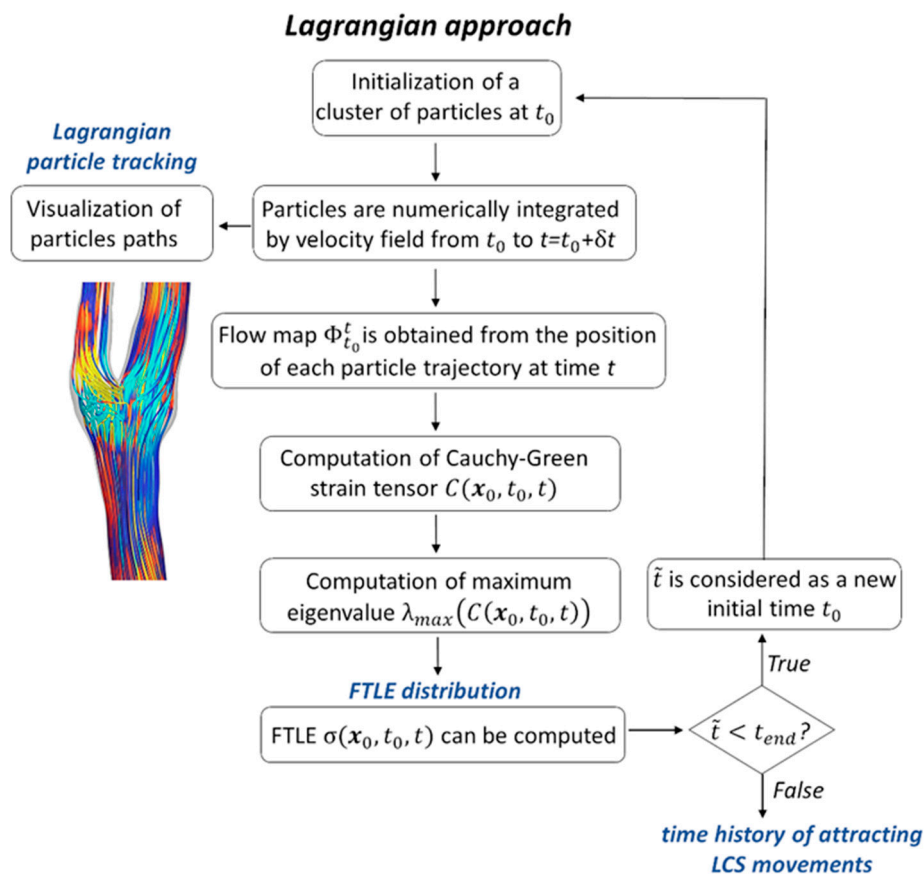 Lagrangian approach
Initialization of a
cluster of particles at t₀
Lagrangian
particle tracking
Visualization of
particles paths
Particles are numerically integrated
by velocity field from t₀ to t=t₀+δt
Flow map Φᵗₜ₀ is obtained from the position
of each particle trajectory at time t
Computation of Cauchy-Green
strain tensor C(x₀, t₀, t)
Computation of maximum
eigenvalue λₘₐₓ(C(x₀, t₀, t))
FTLE distribution
FTLE σ(x₀, t₀, t) can be computed
t̃ is considered as a new
initial time t₀
True
t̃ < t_end?
False
time history of attracting
LCS movements